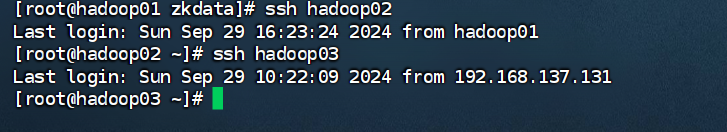 [root@hadoop01 zkdata]# ssh hadoop02
Last login: Sun Sep 29 16:23:24 2024 from hadoop01
[root@hadoop02 ~]# ssh hadoop03
Last login: Sun Sep 29 10:22:09 2024 from 192.168.137.131
[root@hadoop03 ~]#